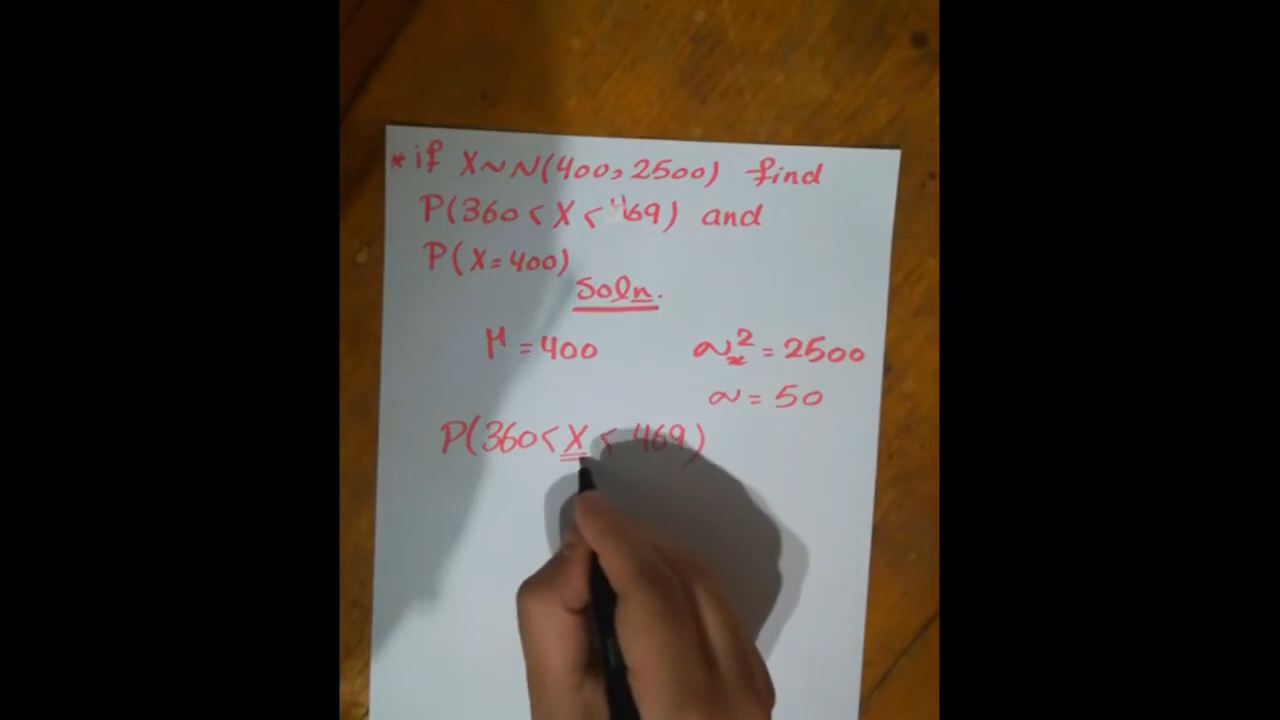 * if X~N(400, 2500) find
P(360 < X < 469) and
P(X = 400)
Soln.
μ = 400 σx² = 2500
σ = 50
P(360 < X < 469)